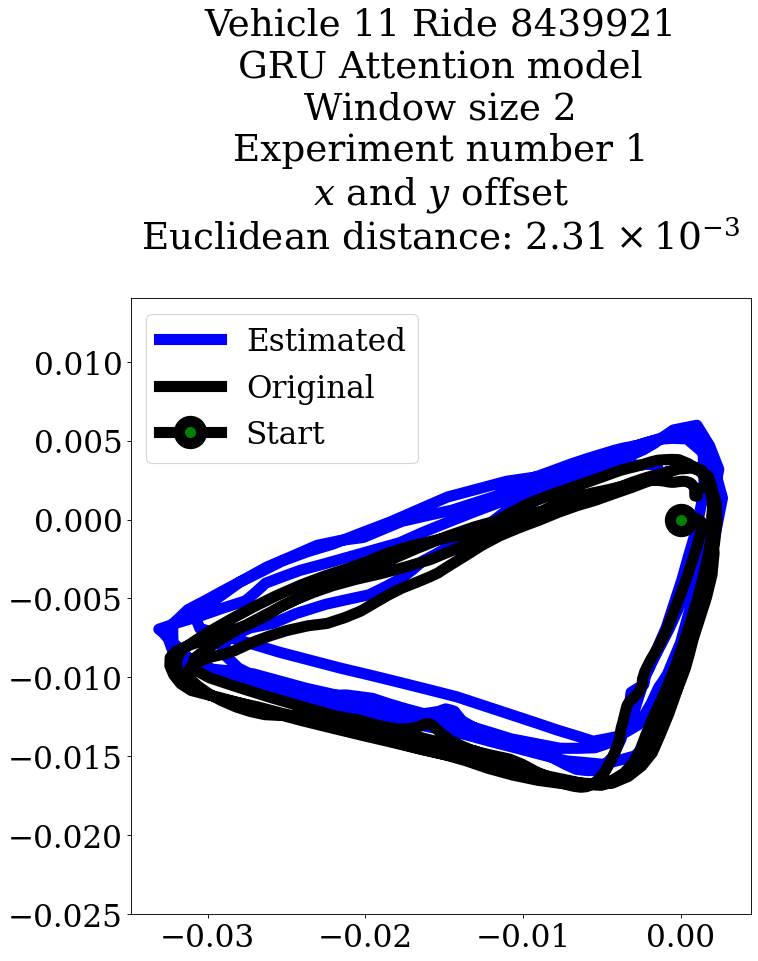 Vehicle 11 Ride 8439921
GRU Attention model
Window size 2
Experiment number 1
x and y offset
Euclidean distance: 2.31 × 10⁻³
Estimated
Original
Start
0.010
0.005
0.000
−0.005
−0.010
−0.015
−0.020
−0.025
−0.03
−0.02
−0.01
0.00